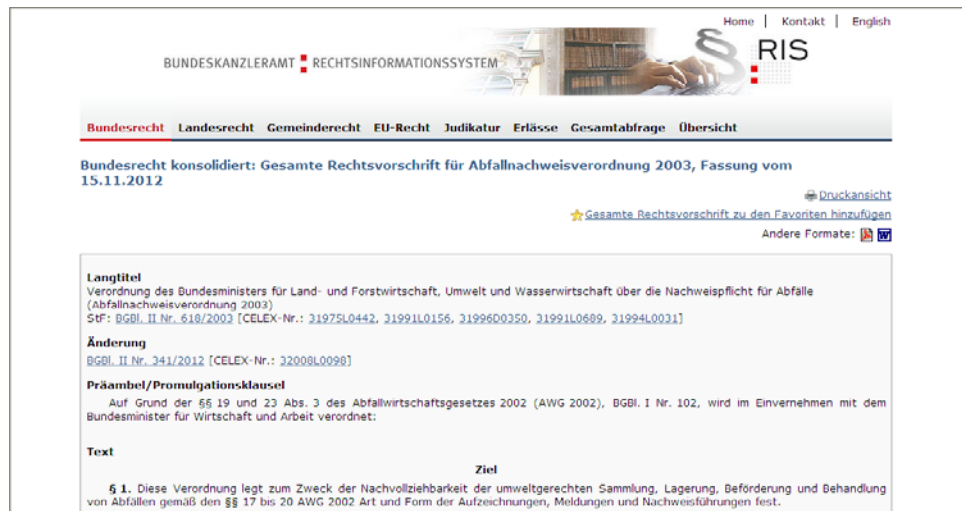 Home | Kontakt | English
BUNDESKANZLERAMT RECHTSINFORMATIONSSYSTEM
§ RIS
Bundesrecht Landesrecht Gemeinderecht EU-Recht Judikatur Erlässe Gesamtabfrage Übersicht
Bundesrecht konsolidiert: Gesamte Rechtsvorschrift für Abfallnachweisverordnung 2003, Fassung vom
15.11.2012
Druckansicht
Gesamte Rechtsvorschrift zu den Favoriten hinzufügen
Andere Formate:
Langtitel
Verordnung des Bundesministers für Land- und Forstwirtschaft, Umwelt und Wasserwirtschaft über die Nachweispflicht für Abfälle
(Abfallnachweisverordnung 2003)
StF: BGBl. II Nr. 618/2003 [CELEX-Nr.: 31975L0442, 31991L0156, 31996D0350, 31991L0689, 31994L0031]
Änderung
BGBl. II Nr. 341/2012 [CELEX-Nr.: 32008L0098]
Präambel/Promulgationsklausel
Auf Grund der §§ 19 und 23 Abs. 3 des Abfallwirtschaftsgesetzes 2002 (AWG 2002), BGBl. I Nr. 102, wird im Einvernehmen mit dem
Bundesminister für Wirtschaft und Arbeit verordnet:
Text
Ziel
§ 1. Diese Verordnung legt zum Zweck der Nachvollziehbarkeit der umweltgerechten Sammlung, Lagerung, Beförderung und Behandlung
von Abfällen gemäß den §§ 17 bis 20 AWG 2002 Art und Form der Aufzeichnungen, Meldungen und Nachweisführungen fest.